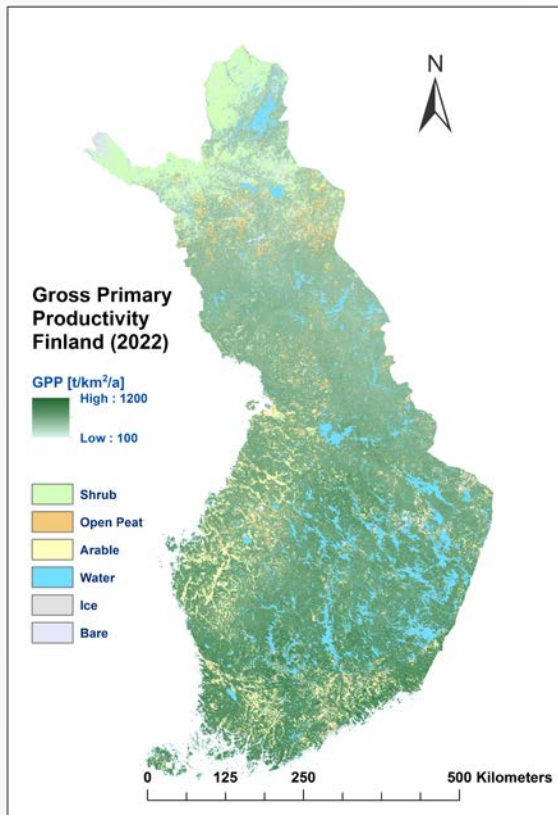 N
Gross Primary
Productivity
Finland (2022)
GPP [t/km²/a]
High : 1200
Low : 100
Shrub
Open Peat
Arable
Water
Ice
Bare
0 125 250 500 Kilometers